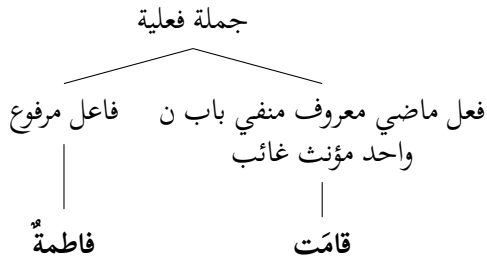 جملة فعلية
فعل ماضي معروف منفي باب ن
واحد مؤنث غائب
فاعل مرفوع
قامَت
فاطمةٌ